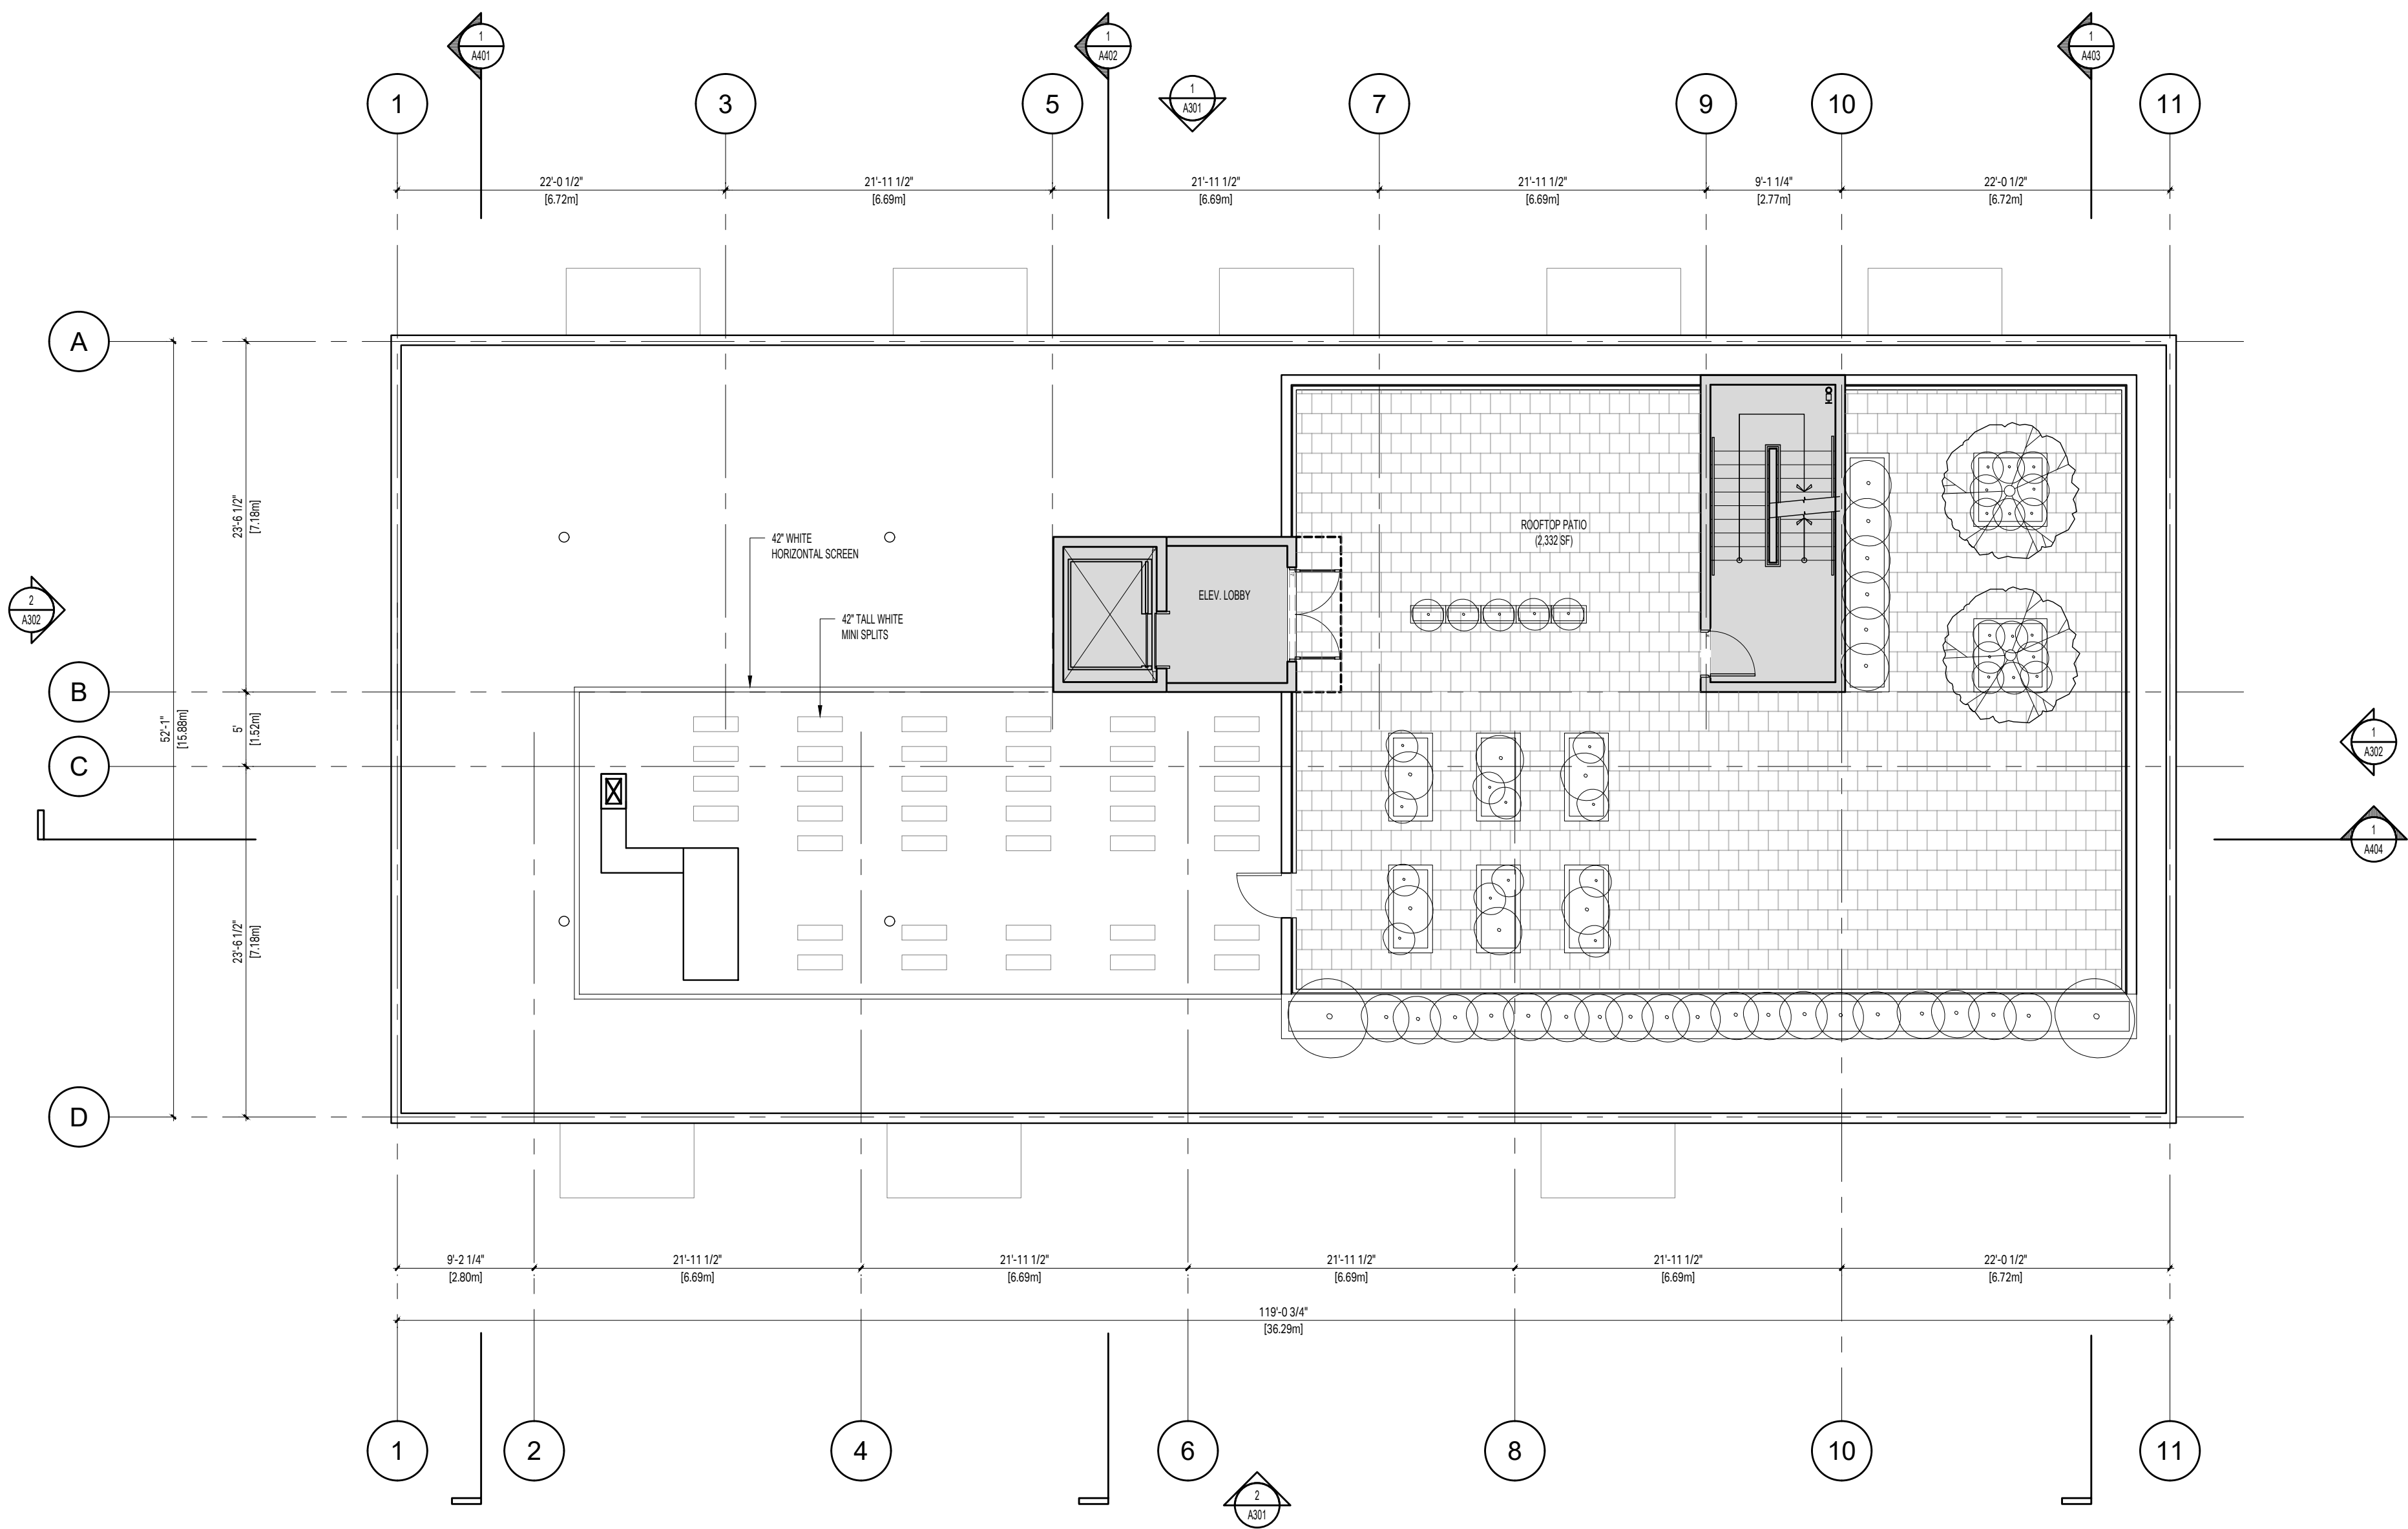 1
A401
1
A402
1
A403
1
3
5
1
A301
7
9
10
11
22'-0 1/2"
[6.72m]
21'-11 1/2"
[6.69m]
21'-11 1/2"
[6.69m]
21'-11 1/2"
[6.69m]
9'-1 1/4"
[2.77m]
22'-0 1/2"
[6.72m]
A
B
C
D
52'-1"
[15.88m]
23'-6 1/2"
[7.18m]
5'
[1.52m]
23'-6 1/2"
[7.18m]
2
A302
42" WHITE
HORIZONTAL SCREEN
42" TALL WHITE
MINI SPLITS
ELEV. LOBBY
ROOFTOP PATIO
(2,332 SF)
1
A302
1
A404
9'-2 1/4"
[2.80m]
21'-11 1/2"
[6.69m]
21'-11 1/2"
[6.69m]
21'-11 1/2"
[6.69m]
21'-11 1/2"
[6.69m]
22'-0 1/2"
[6.72m]
119'-0 3/4"
[36.29m]
1
2
4
6
8
10
11
2
A301